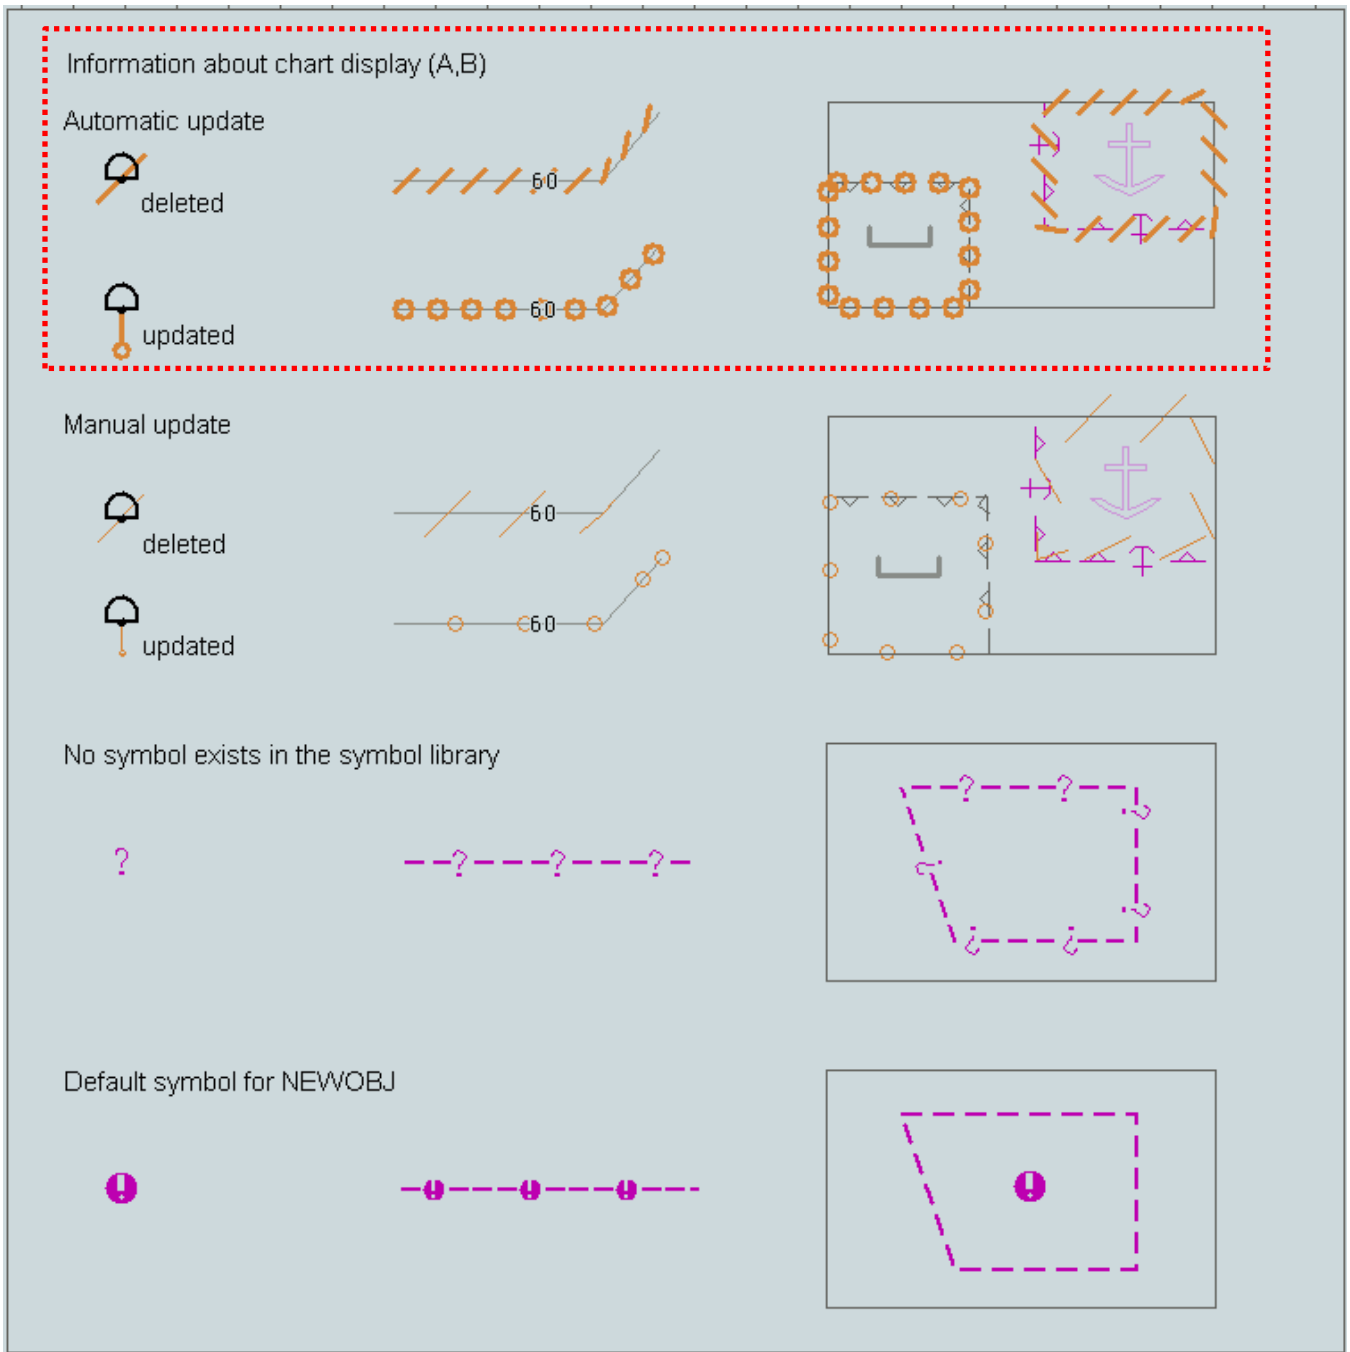 Information about chart display (A,B)
Automatic update
deleted
60
updated
60
Manual update
deleted
60
updated
60
No symbol exists in the symbol library
?
? ? ?
? ? ? ? ? ? ?
Default symbol for NEWOBJ
! 
! ! !
!